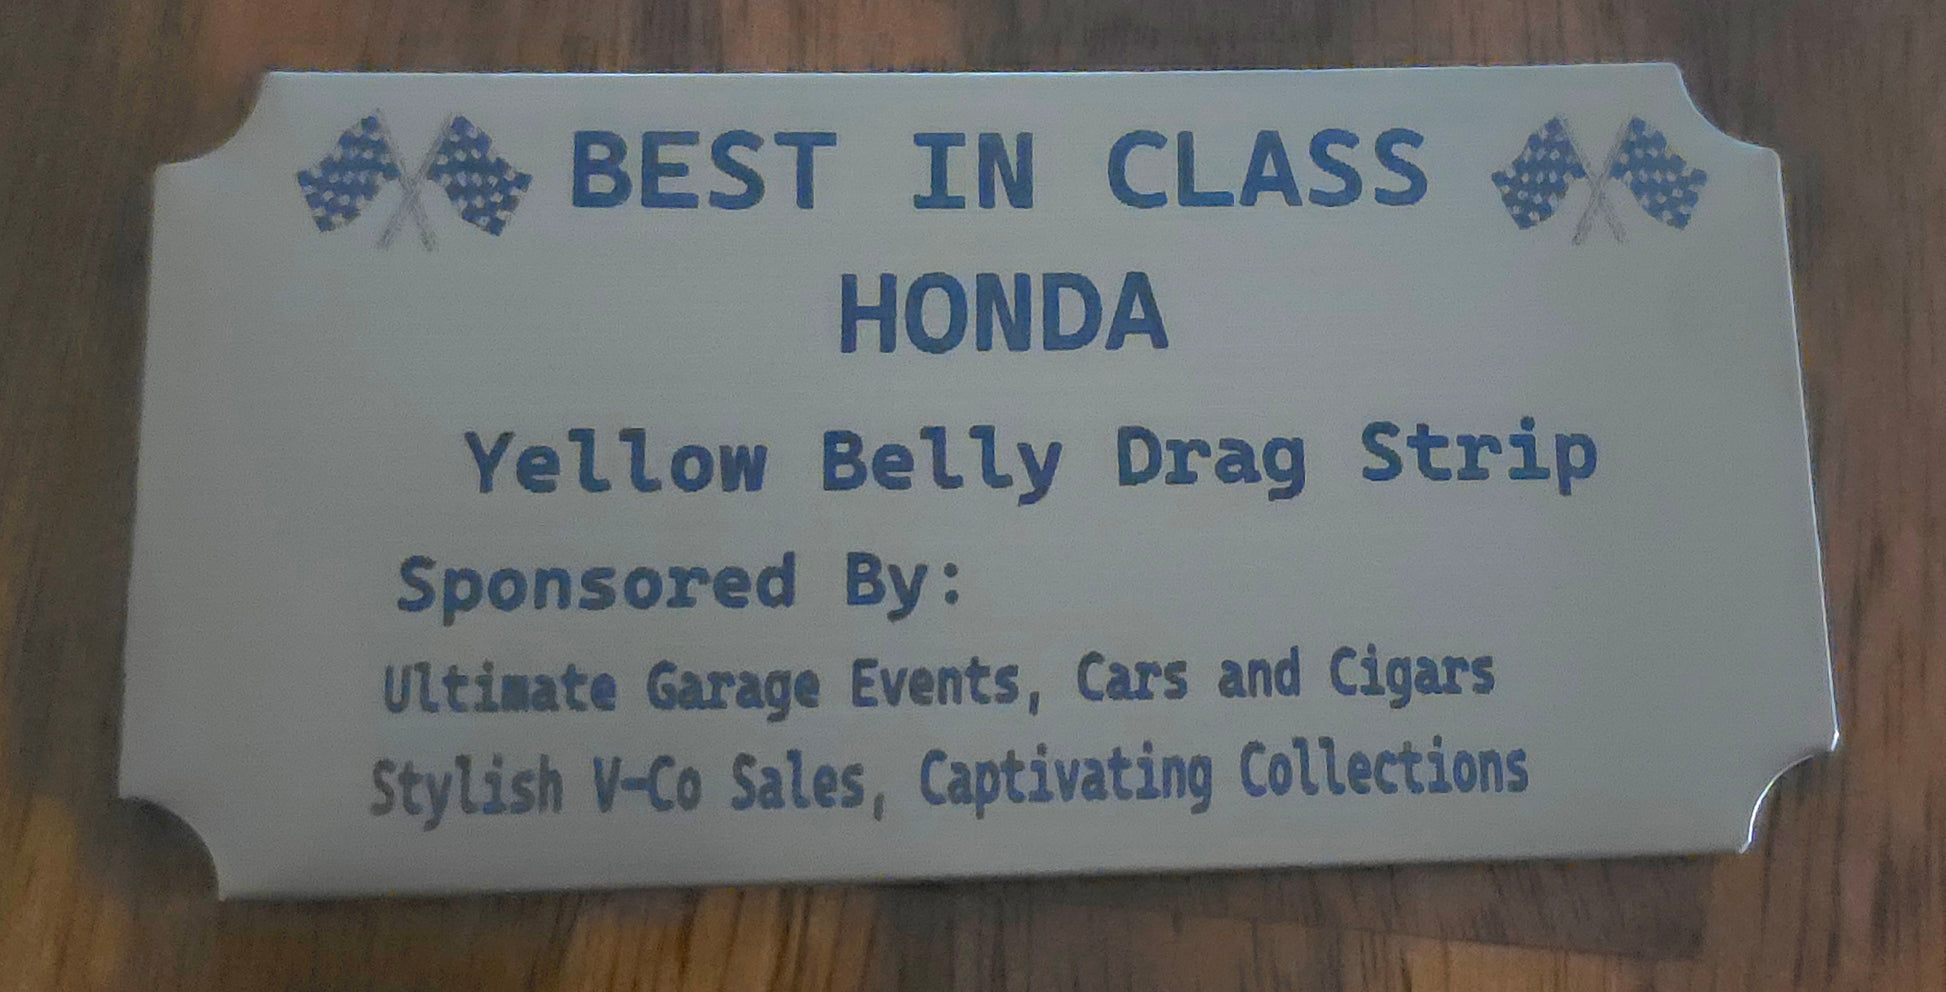 BEST IN CLASS
HONDA
Yellow Belly Drag Strip
Sponsored By:
Ultimate Garage Events, Cars and Cigars
Stylish V-Co Sales, Captivating Collections